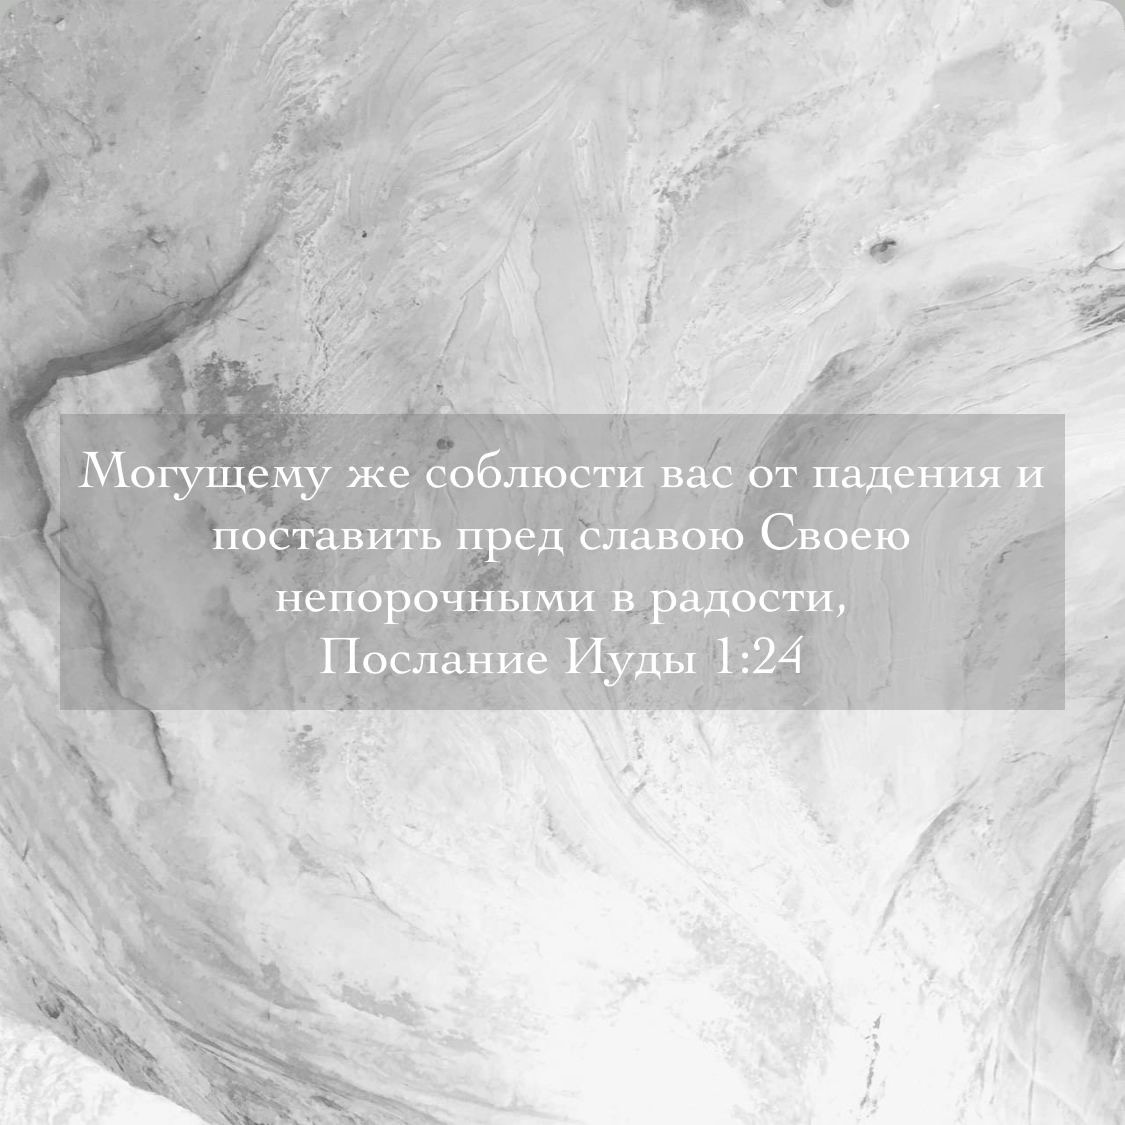 Могущему же соблюсти вас от падения и
поставить пред славою Своею
непорочными в радости,
Послание Иуды 1:24